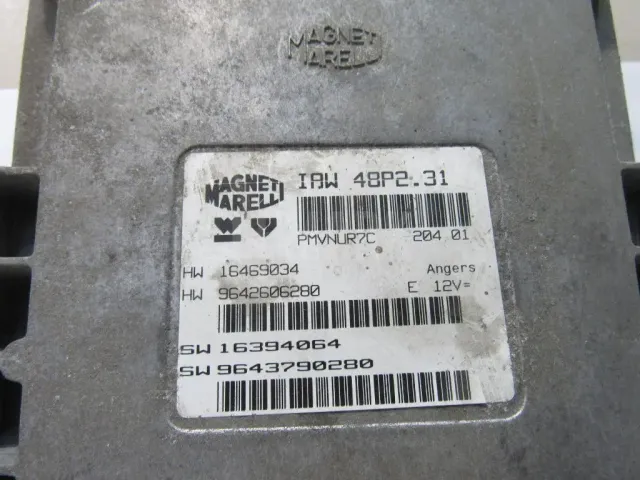 MAGNETI
MARELLI
MAGNETI
MARELLI
IAW 48P2.31
PMVNUR7C 204 01
HW 16469034 Angers
HW 9642606280 E 12V=
SW 16394064
SW 9643790280